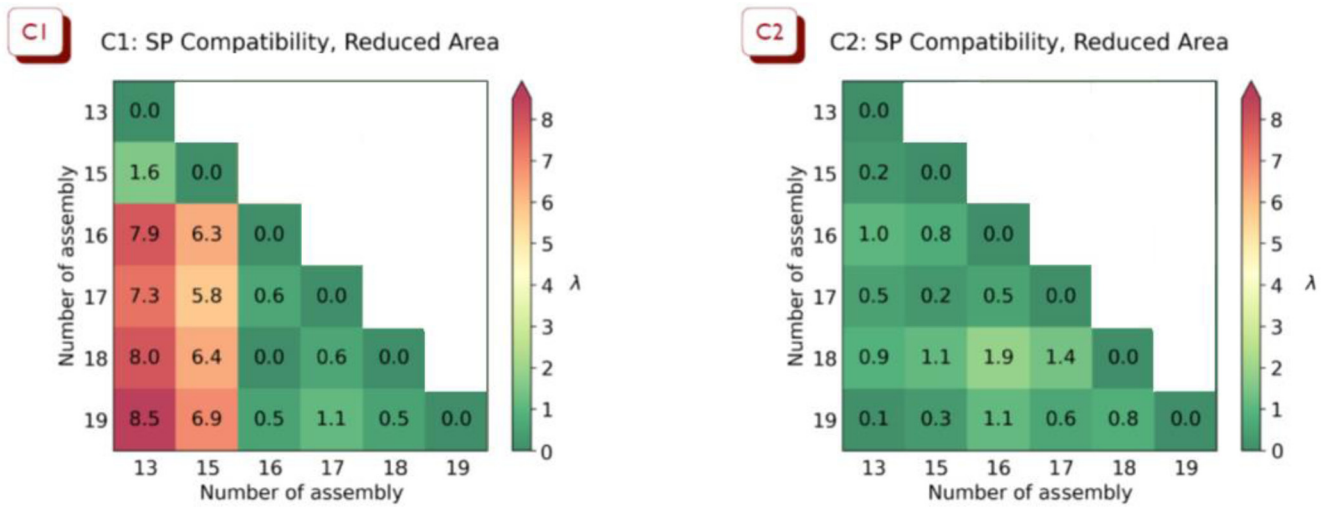 C1
C1: SP Compatibility, Reduced Area
13
15
16
17
18
19
Number of assembly
0.0
1.6 0.0
7.9 6.3 0.0
7.3 5.8 0.6 0.0
8.0 6.4 0.0 0.6 0.0
8.5 6.9 0.5 1.1 0.5 0.0
13 15 16 17 18 19
Number of assembly
8
7
6
5
4
3
2
1
0
λ
C2
C2: SP Compatibility, Reduced Area
13
15
16
17
18
19
Number of assembly
0.0
0.2 0.0
1.0 0.8 0.0
0.5 0.2 0.5 0.0
0.9 1.1 1.9 1.4 0.0
0.1 0.3 1.1 0.6 0.8 0.0
13 15 16 17 18 19
Number of assembly
8
7
6
5
4
3
2
1
0
λ